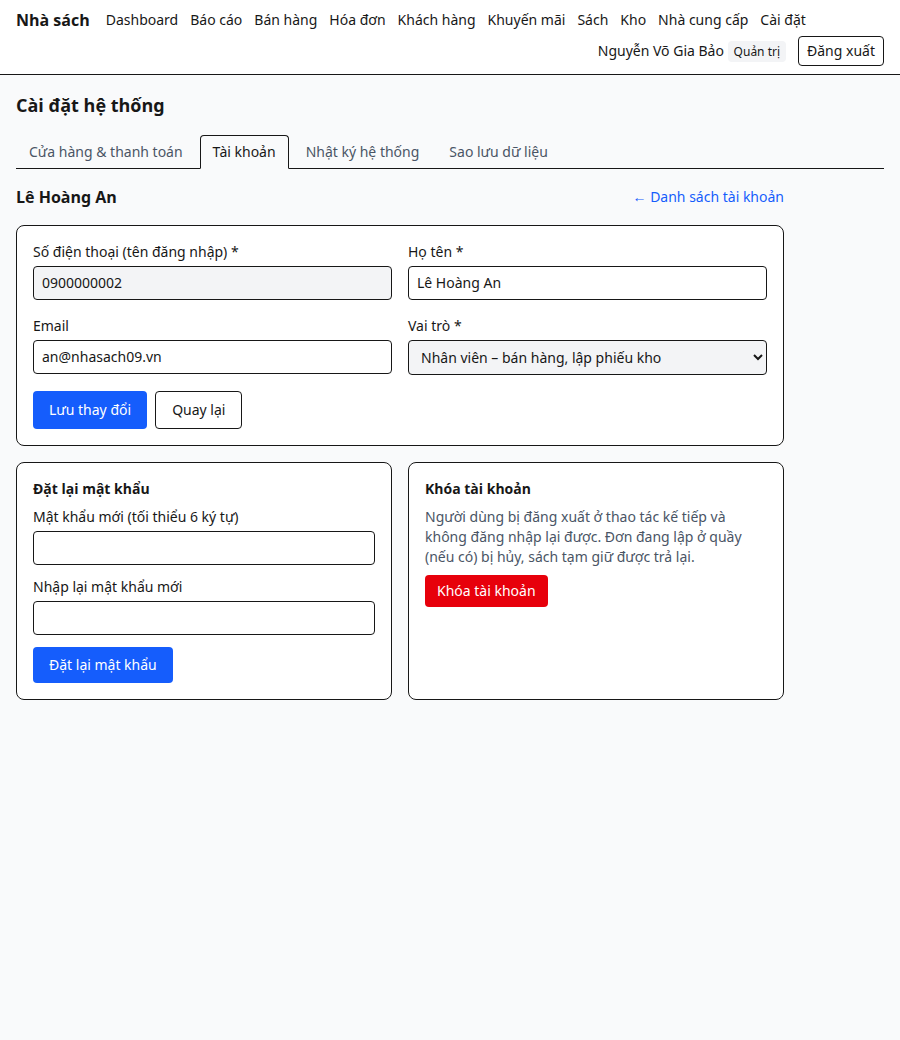 Nhà sách Dashboard Báo cáo Bán hàng Hóa đơn Khách hàng Khuyến mãi Sách Kho Nhà cung cấp Cài đặt
Nguyễn Võ Gia Bảo Quản trị Đăng xuất
Cài đặt hệ thống
Cửa hàng & thanh toán Tài khoản Nhật ký hệ thống Sao lưu dữ liệu
Lê Hoàng An ← Danh sách tài khoản
Số điện thoại (tên đăng nhập) * Họ tên *
0900000002 Lê Hoàng An
Email Vai trò *
an@nhasach09.vn Nhân viên – bán hàng, lập phiếu kho
Lưu thay đổi Quay lại
Đặt lại mật khẩu
Mật khẩu mới (tối thiểu 6 ký tự)
Nhập lại mật khẩu mới
Đặt lại mật khẩu
Khóa tài khoản
Người dùng bị đăng xuất ở thao tác kế tiếp và
không đăng nhập lại được. Đơn đang lập ở quầy
(nếu có) bị hủy, sách tạm giữ được trả lại.
Khóa tài khoản